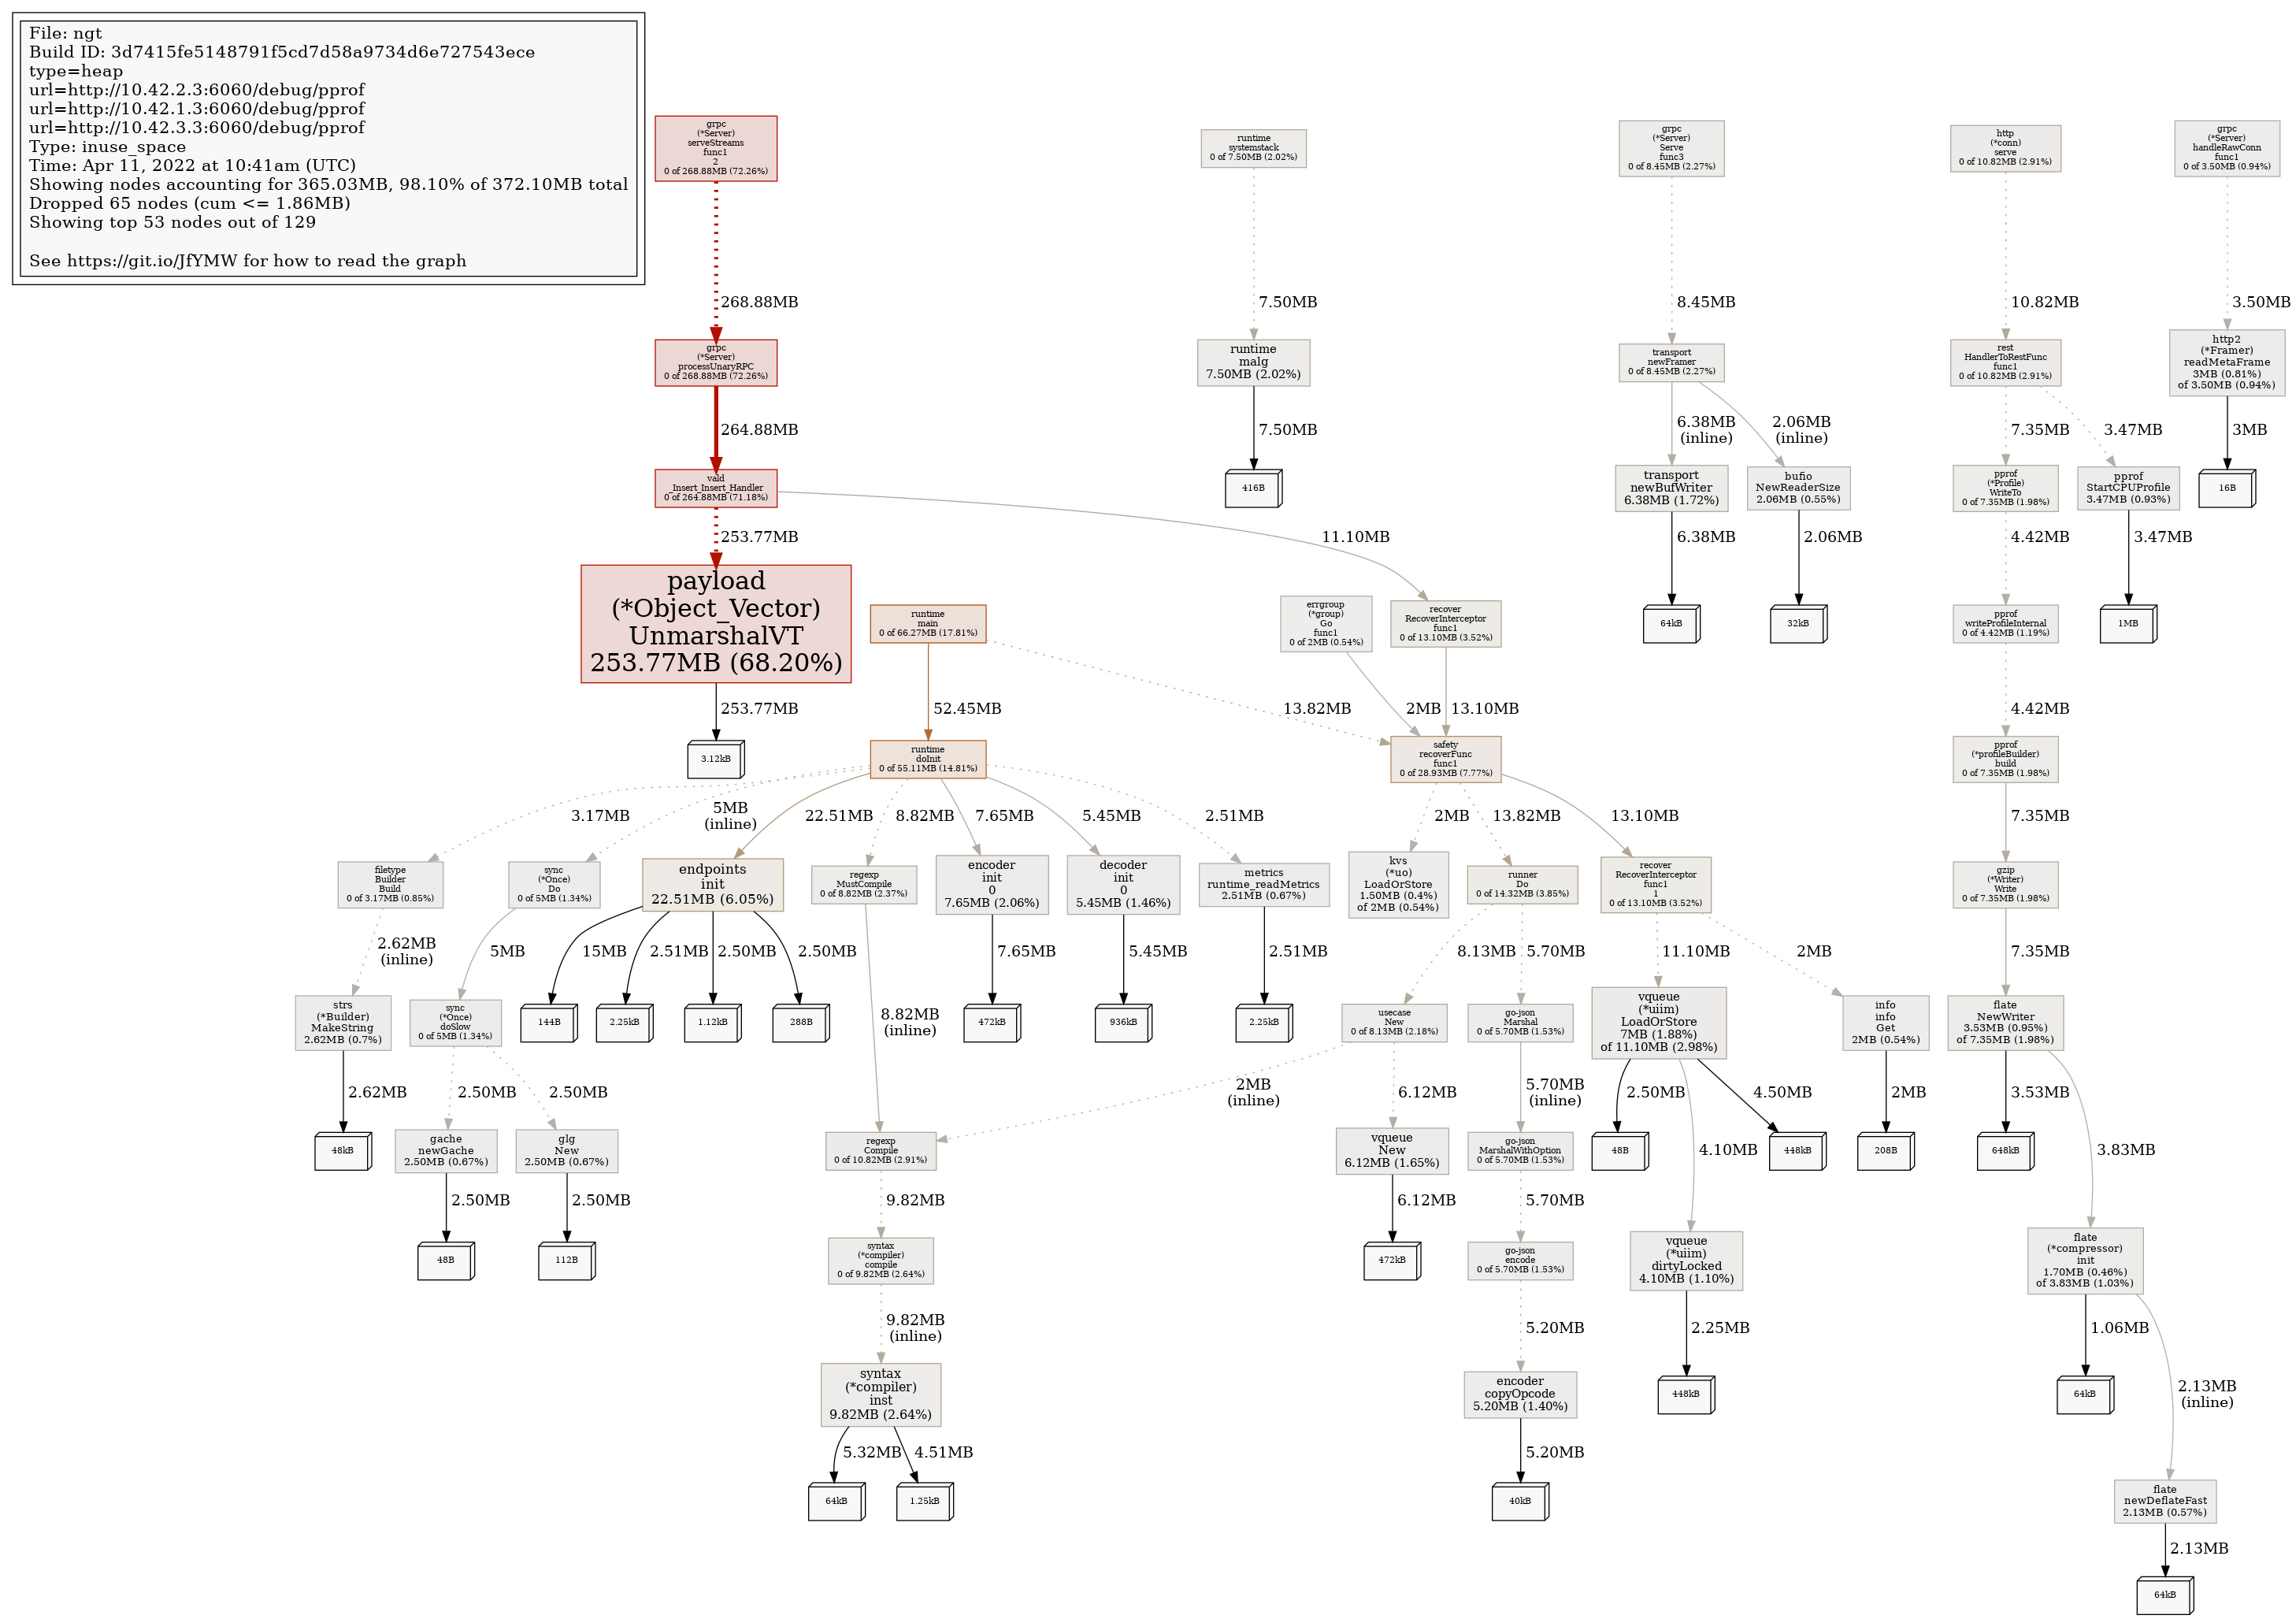 File: ngt
Build ID: 3d7415fe5148791f5cd7d58a9734d6e727543ece
type=heap
url=http://10.42.2.3:6060/debug/pprof
url=http://10.42.1.3:6060/debug/pprof
url=http://10.42.3.3:6060/debug/pprof
Type: inuse_space
Time: Apr 11, 2022 at 10:41am (UTC)
Showing nodes accounting for 365.03MB, 98.10% of 372.10MB total
Dropped 65 nodes (cum <= 1.86MB)
Showing top 53 nodes out of 129
See https://git.io/JfYMW for how to read the graph
grpc
(*Server)
serveStreams
func1
2
0 of 268.88MB (72.26%)
runtime
systemstack
0 of 7.50MB (2.02%)
grpc
(*Server)
Serve
func3
0 of 8.45MB (2.27%)
http
(*conn)
serve
0 of 10.82MB (2.91%)
grpc
(*Server)
handleRawConn
func1
0 of 3.50MB (0.94%)
268.88MB
7.50MB
8.45MB
10.82MB
3.50MB
grpc
(*Server)
processUnaryRPC
0 of 268.88MB (72.26%)
runtime
malg
7.50MB (2.02%)
transport
newFramer
0 of 8.45MB (2.27%)
rest
HandlerToRestFunc
func1
0 of 10.82MB (2.91%)
http2
(*Framer)
readMetaFrame
3MB (0.81%)
of 3.50MB (0.94%)
264.88MB
7.50MB
6.38MB
(inline)
2.06MB
(inline)
7.35MB
3.47MB
3MB
vald
_Insert_Insert_Handler
0 of 264.88MB (71.18%)
416B
transport
newBufWriter
6.38MB (1.72%)
bufio
NewReaderSize
2.06MB (0.55%)
pprof
(*Profile)
WriteTo
0 of 7.35MB (1.98%)
pprof
StartCPUProfile
3.47MB (0.93%)
16B
253.77MB
11.10MB
6.38MB
2.06MB
4.42MB
3.47MB
payload
(*Object_Vector)
UnmarshalVT
253.77MB (68.20%)
runtime
main
0 of 66.27MB (17.81%)
errgroup
(*group)
Go
func1
0 of 2MB (0.54%)
recover
RecoverInterceptor
func1
0 of 13.10MB (3.52%)
64kB
32kB
pprof
writeProfileInternal
0 of 4.42MB (1.19%)
1MB
253.77MB
52.45MB
13.82MB
2MB
13.10MB
4.42MB
3.12kB
runtime
doInit
0 of 55.11MB (14.81%)
safety
recoverFunc
func1
0 of 28.93MB (7.77%)
pprof
(*profileBuilder)
build
0 of 7.35MB (1.98%)
3.17MB
5MB
(inline)
22.51MB
8.82MB
7.65MB
5.45MB
2.51MB
2MB
13.82MB
13.10MB
7.35MB
filetype
Builder
Build
0 of 3.17MB (0.85%)
sync
(*Once)
Do
0 of 5MB (1.34%)
endpoints
init
22.51MB (6.05%)
regexp
MustCompile
0 of 8.82MB (2.37%)
encoder
init
0
7.65MB (2.06%)
decoder
init
0
5.45MB (1.46%)
metrics
runtime_readMetrics
2.51MB (0.67%)
kvs
(*uo)
LoadOrStore
1.50MB (0.4%)
of 2MB (0.54%)
runner
Do
0 of 14.32MB (3.85%)
recover
RecoverInterceptor
func1
1
0 of 13.10MB (3.52%)
gzip
(*Writer)
Write
0 of 7.35MB (1.98%)
2.62MB
(inline)
5MB
15MB
2.51MB
2.50MB
2.50MB
7.65MB
5.45MB
2.51MB
8.13MB
5.70MB
11.10MB
2MB
7.35MB
strs
(*Builder)
MakeString
2.62MB (0.7%)
sync
(*Once)
doSlow
0 of 5MB (1.34%)
144B
2.25kB
1.12kB
288B
8.82MB
(inline)
472kB
936kB
2.25kB
usecase
New
0 of 8.13MB (2.18%)
go-json
Marshal
0 of 5.70MB (1.53%)
vqueue
(*uiim)
LoadOrStore
7MB (1.88%)
of 11.10MB (2.98%)
info
info
Get
2MB (0.54%)
flate
NewWriter
3.53MB (0.95%)
of 7.35MB (1.98%)
2.62MB
2.50MB
2.50MB
2MB
(inline)
6.12MB
5.70MB
(inline)
2.50MB
4.50MB
2MB
3.53MB
48kB
gache
newGache
2.50MB (0.67%)
glg
New
2.50MB (0.67%)
regexp
Compile
0 of 10.82MB (2.91%)
vqueue
New
6.12MB (1.65%)
go-json
MarshalWithOption
0 of 5.70MB (1.53%)
48B
4.10MB
448kB
208B
648kB
3.83MB
2.50MB
2.50MB
9.82MB
6.12MB
5.70MB
48B
112B
syntax
(*compiler)
compile
0 of 9.82MB (2.64%)
472kB
go-json
encode
0 of 5.70MB (1.53%)
vqueue
(*uiim)
dirtyLocked
4.10MB (1.10%)
flate
(*compressor)
init
1.70MB (0.46%)
of 3.83MB (1.03%)
9.82MB
(inline)
5.20MB
2.25MB
1.06MB
syntax
(*compiler)
inst
9.82MB (2.64%)
encoder
copyOpcode
5.20MB (1.40%)
448kB
64kB
2.13MB
(inline)
5.32MB
4.51MB
5.20MB
64kB
1.25kB
40kB
flate
newDeflateFast
2.13MB (0.57%)
2.13MB
64kB